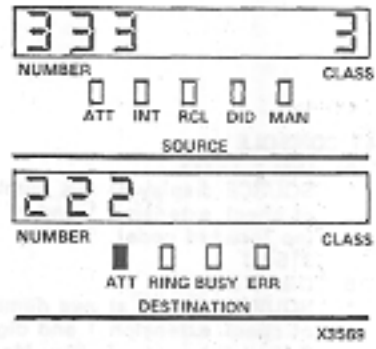 333 3
NUMBER CLASS
ATT INT RCL DID MAN
SOURCE
222
NUMBER CLASS
ATT RING BUSY ERR
DESTINATION
X3569